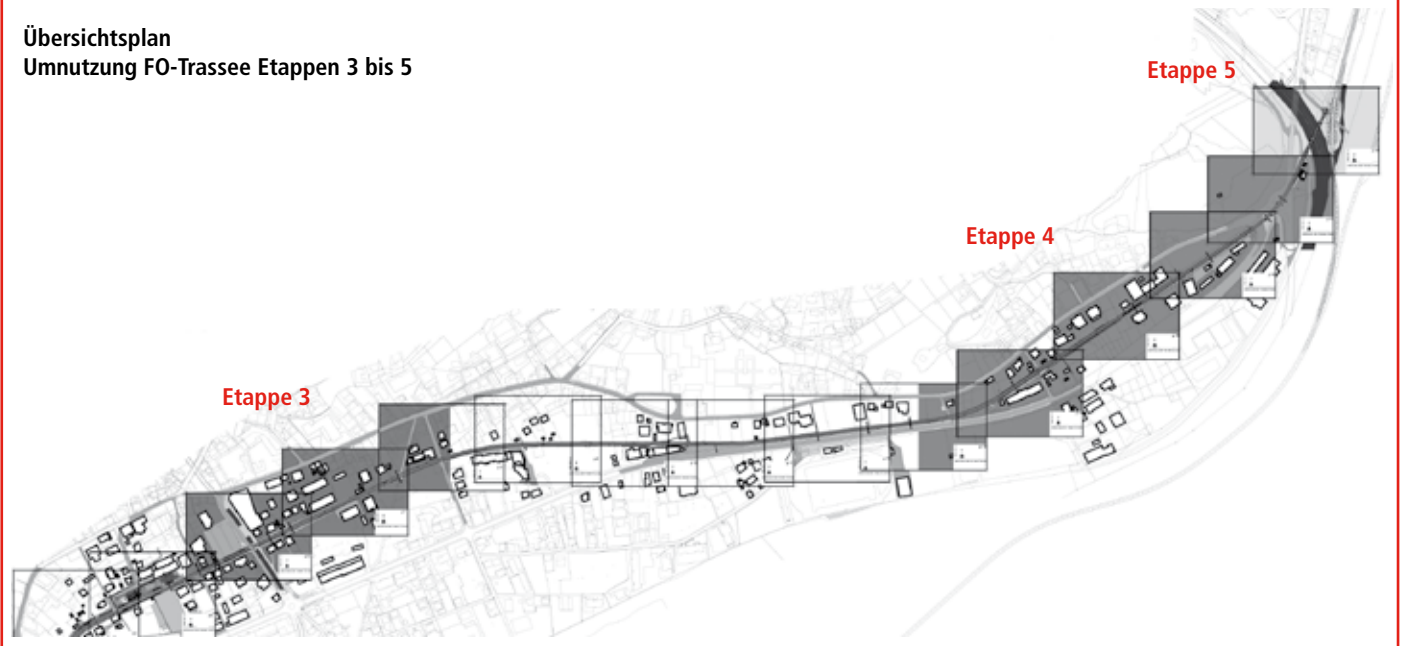 Übersichtsplan
Umnutzung FO-Trassee Etappen 3 bis 5
Etappe 5
Etappe 4
Etappe 3